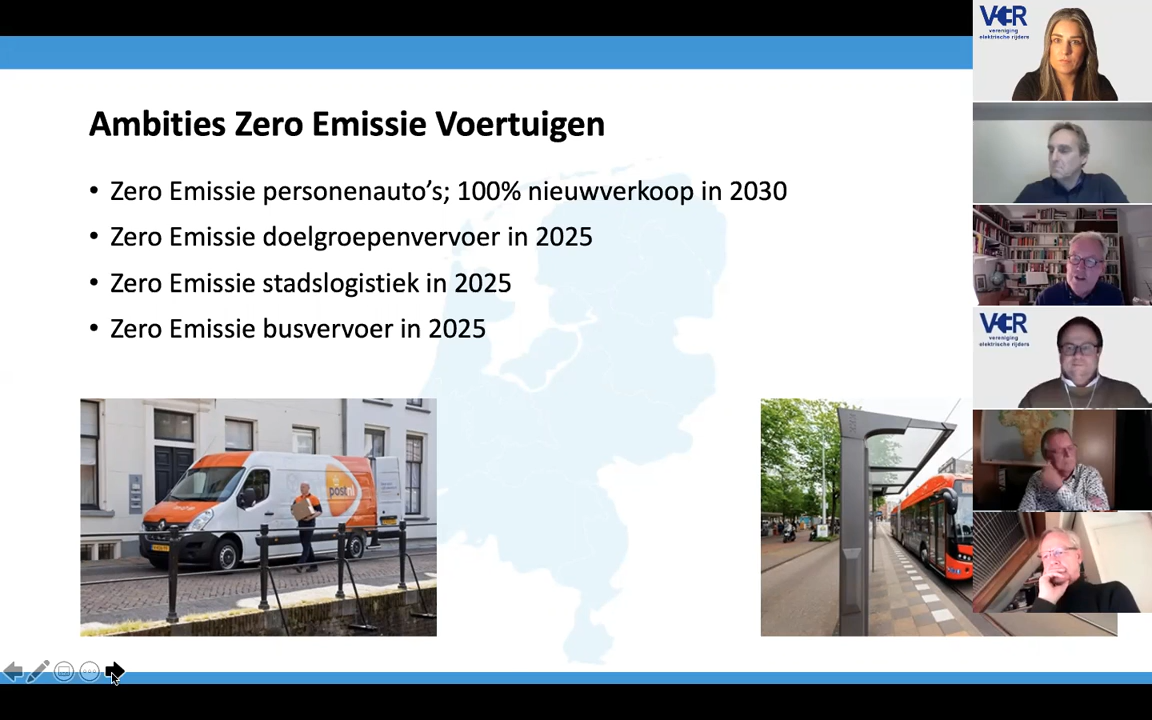 Ambities Zero Emissie Voertuigen
• Zero Emissie personenauto’s; 100% nieuwverkoop in 2030
• Zero Emissie doelgroepenvervoer in 2025
• Zero Emissie stadslogistiek in 2025
• Zero Emissie busvervoer in 2025
postnl
VER
vereniging
elektrische rijders
VER
vereniging
elektrische rijders